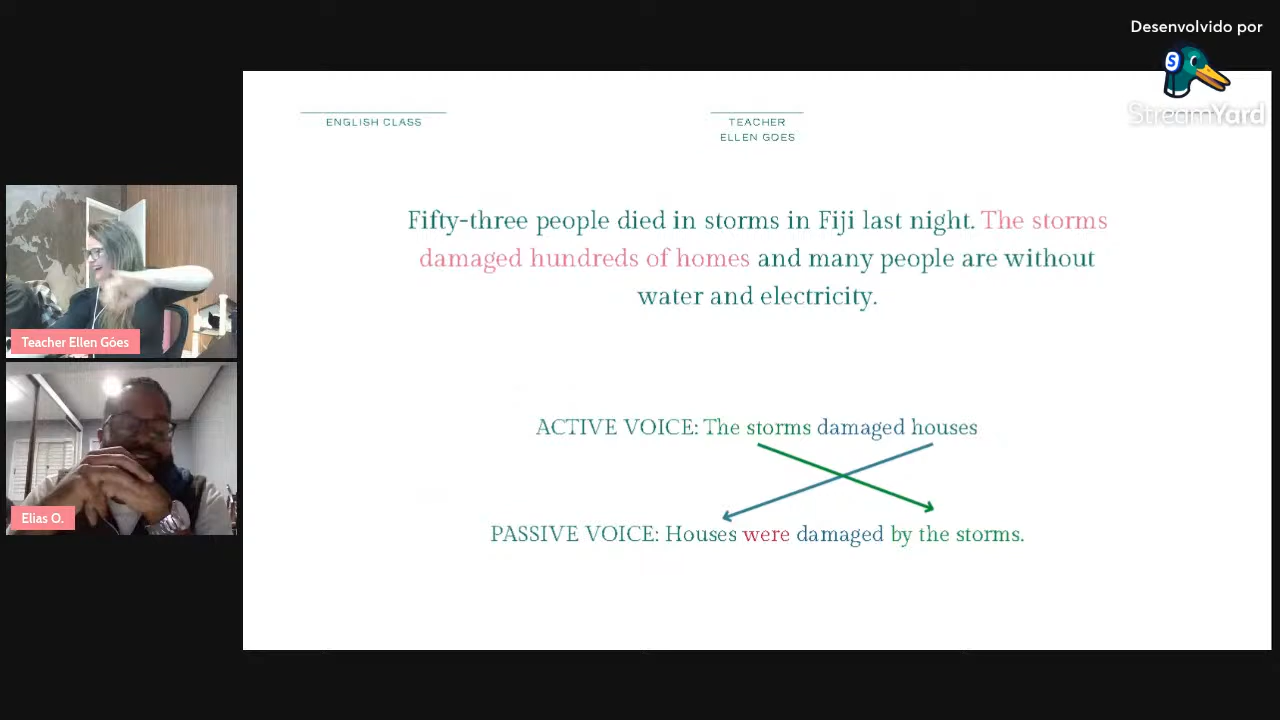 Desenvolvido por
StreamYard
ENGLISH CLASS
TEACHER
ELLEN GOES
Fifty-three people died in storms in Fiji last night. The storms
damaged hundreds of homes and many people are without
water and electricity.
Teacher Ellen Góes
ACTIVE VOICE: The storms damaged houses
Elias O.
PASSIVE VOICE: Houses were damaged by the storms.